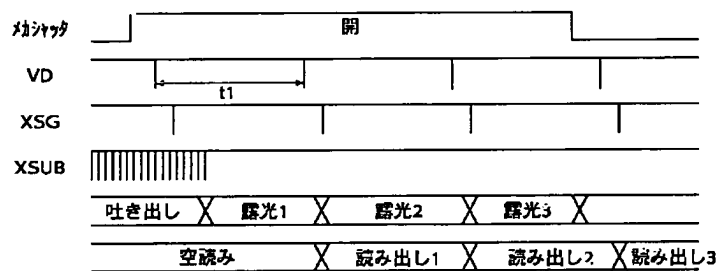 メカシャッタ 開
VD
t1
XSG
XSUB
吐き出し 露光1 露光2 露光3
空読み 読み出し1 読み出し2 読み出し3